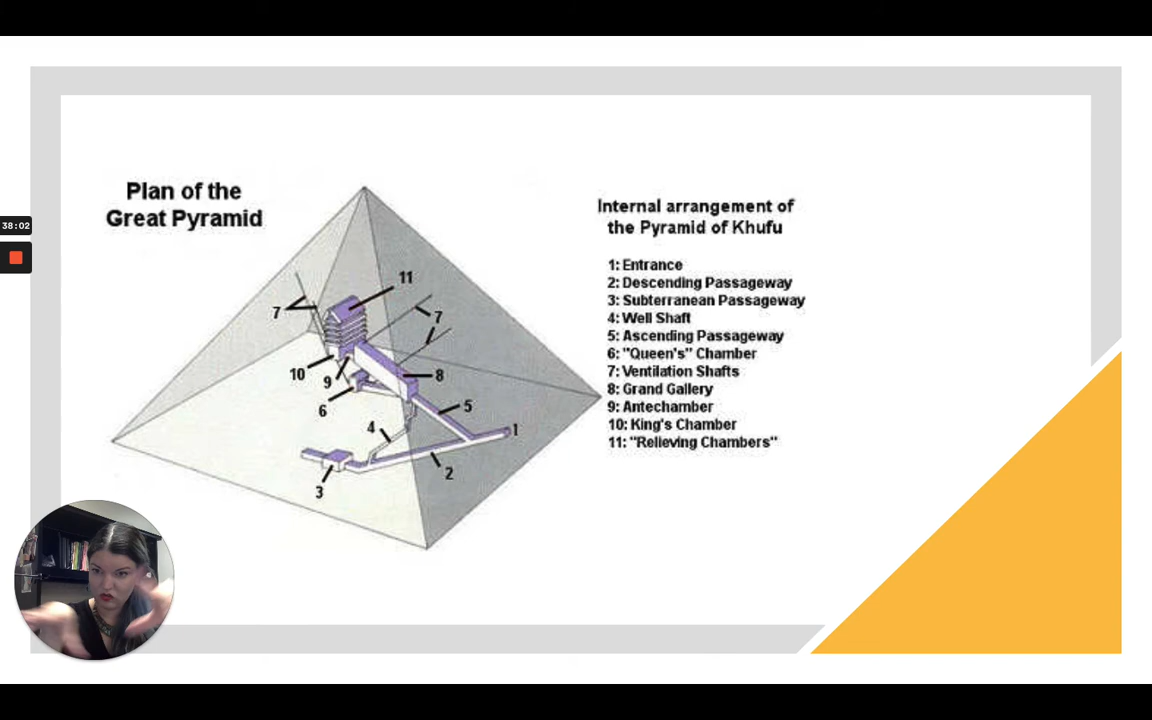 Plan of the
Great Pyramid
Internal arrangement of
the Pyramid of Khufu
38:02
1: Entrance
2: Descending Passageway
3: Subterranean Passageway
4: Well Shaft
5: Ascending Passageway
6: "Queen's" Chamber
7: Ventilation Shafts
8: Grand Gallery
9: Antechamber
10: King's Chamber
11: "Relieving Chambers"
11
7
7
10
9
8
6
5
4
1
2
3